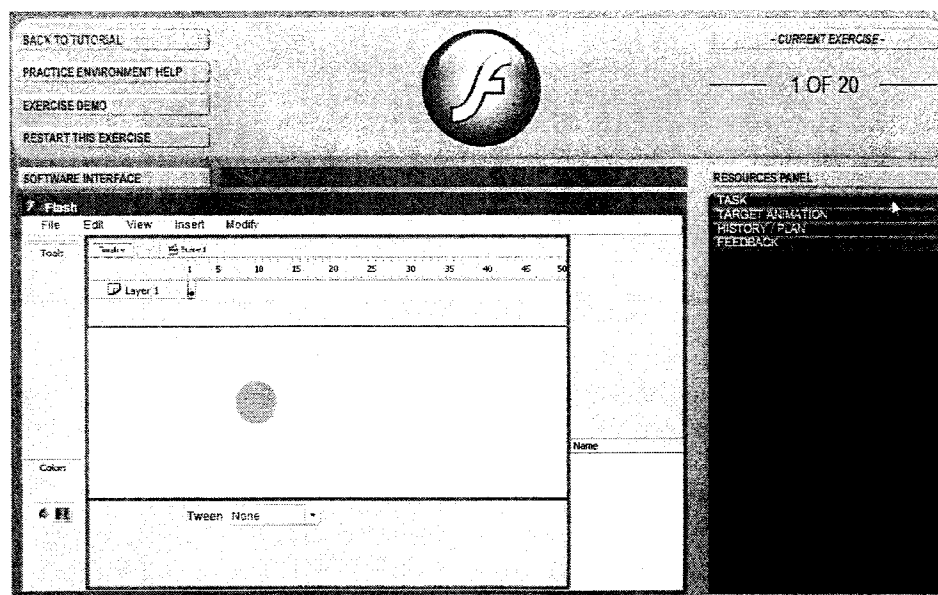 BACK TO TUTORIAL
PRACTICE ENVIRONMENT HELP
EXERCISE DEMO
RESTART THIS EXERCISE
- CURRENT EXERCISE -
1 OF 20
SOFTWARE INTERFACE
Flash
File Edit View Insert Modify
Tools
1 5 10 15 20 25 30 35 40 45 50
Layer 1
Name
Colors
Tween None
RESOURCES PANEL
TASK
TARGET ANIMATION
HISTORY / PLAN
FEEDBACK